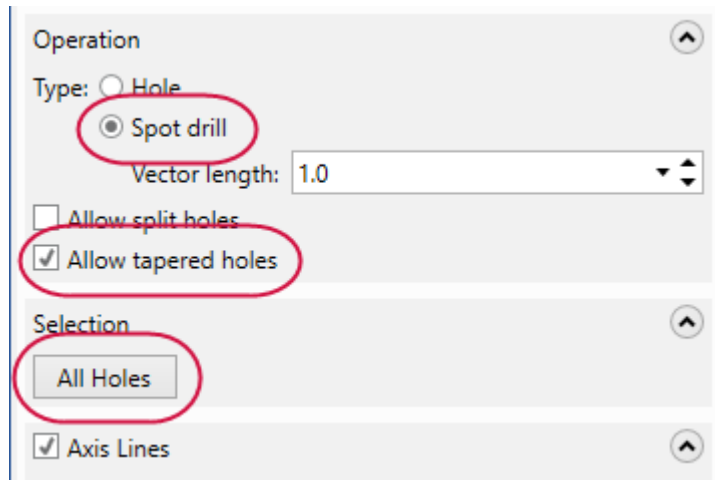 Operation
Type: Hole
Spot drill
Vector length: 1.0
Allow split holes
Allow tapered holes
Selection
All Holes
Axis Lines